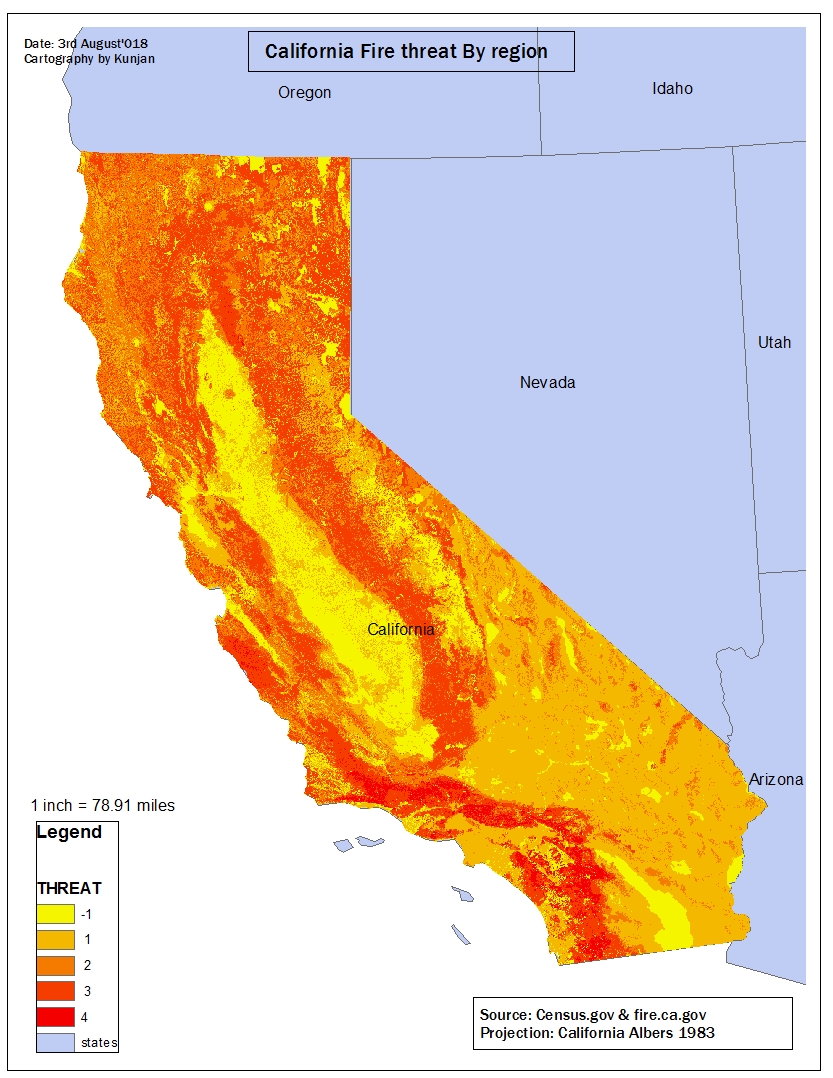 Date: 3rd August'018
Cartography by Kunjan
California Fire threat By region
Oregon
Idaho
Utah
Nevada
California
Arizona
1 inch = 78.91 miles
Legend
THREAT
-1
1
2
3
4
states
Source: Census.gov & fire.ca.gov
Projection: California Albers 1983